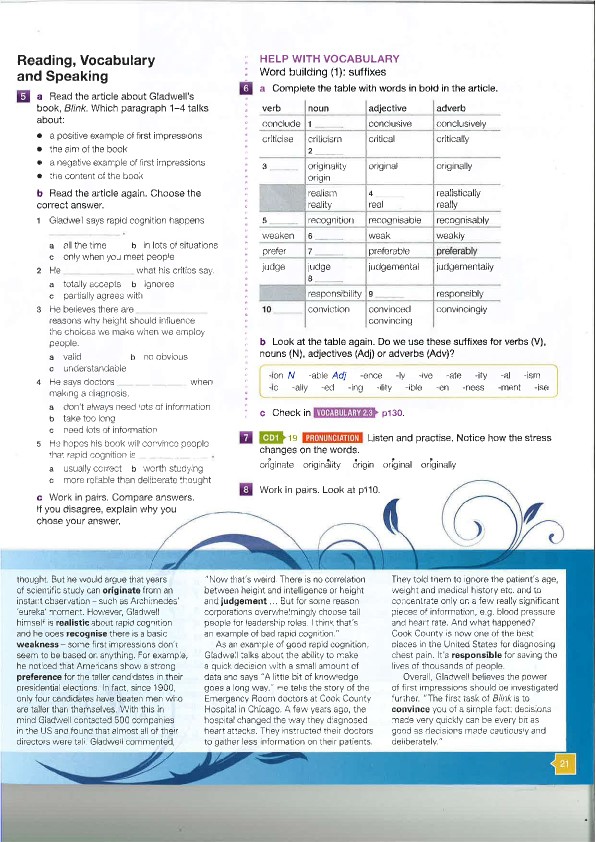 Reading, Vocabulary
and Speaking
5 a Read the article about Gladwell's
book, Blink. Which paragraph 1–4 talks
about:
● a positive example of first impressions
● the aim of the book
● a negative example of first impressions
● the content of the book
b Read the article again. Choose the
correct answer.
1 Gladwell says rapid cognition happens
____________ .
a all the time b in lots of situations
c only when you meet people
2 He ____________ what his critics say.
a totally accepts b ignores
c partially agrees with
3 He believes there are ____________
reasons why height should influence
the choices we make when we employ
people.
a valid b no obvious
c understandable
4 He says doctors ____________ when
making a diagnosis.
a don't always need lots of information
b take too long
c need lots of information
5 He hopes his book will convince people
that rapid cognition is ____________ .
a usually correct b worth studying
c more reliable than deliberate thought
c Work in pairs. Compare answers.
If you disagree, explain why you
chose your answer.
HELP WITH VOCABULARY
Word building (1): suffixes
6 a Complete the table with words in bold in the article.
verb noun adjective adverb
conclude 1 ______ conclusive conclusively
criticise criticism critical critically
2 ______
3 ______ originality original originally
origin
realism 4 ______ realistically
reality real really
5 ______ recognition recognisable recognisably
weaken 6 ______ weak weakly
prefer 7 ______ preferable preferably
judge judge judgemental judgementally
8 ______
responsibility 9 ______ responsibly
10 ______ conviction convinced convincingly
convincing
b Look at the table again. Do we use these suffixes for verbs (V),
nouns (N), adjectives (Adj) or adverbs (Adv)?
-ion N -able Adj -ence -ly -ive -ate -ity -al -ism
-ic -ally -ed -ing -ility -ible -en -ness -ment -ise
c Check in VOCABULARY 2.3 p130.
7 CD1 19 PRONUNCIATION Listen and practise. Notice how the stress
changes on the words.
originate originality origin original originally
8 Work in pairs. Look at p110.
thought. But he would argue that years
of scientific study can originate from an
instant observation – such as Archimedes'
'eureka' moment. However, Gladwell
himself is realistic about rapid cognition
and he does recognise there is a basic
weakness – some first impressions don't
seem to be based on anything. For example,
he noticed that Americans show a strong
preference for the taller candidates in their
presidential elections. In fact, since 1900,
only four candidates have beaten men who
are taller than themselves. With this in
mind Gladwell contacted 500 companies
in the US and found that almost all of their
directors were tall. Gladwell commented,
"Now that's weird. There is no correlation
between height and intelligence or height
and judgement ... But for some reason
corporations overwhelmingly choose tall
people for leadership roles. I think that's
an example of bad rapid cognition."
As an example of good rapid cognition,
Gladwell talks about the ability to make
a quick decision with a small amount of
data and says "A little bit of knowledge
goes a long way." He tells the story of the
Emergency Room doctors at Cook County
Hospital in Chicago. A few years ago, the
hospital changed the way they diagnosed
heart attacks. They instructed their doctors
to gather less information on their patients.
They told them to ignore the patient's age,
weight and medical history etc. and to
concentrate only on a few really significant
pieces of information, e.g. blood pressure
and heart rate. And what happened?
Cook County is now one of the best
places in the United States for diagnosing
chest pain. It's responsible for saving the
lives of thousands of people.
Overall, Gladwell believes the power
of first impressions should be investigated
further. "The first task of Blink is to
convince you of a simple fact: decisions
made very quickly can be every bit as
good as decisions made cautiously and
deliberately."
21